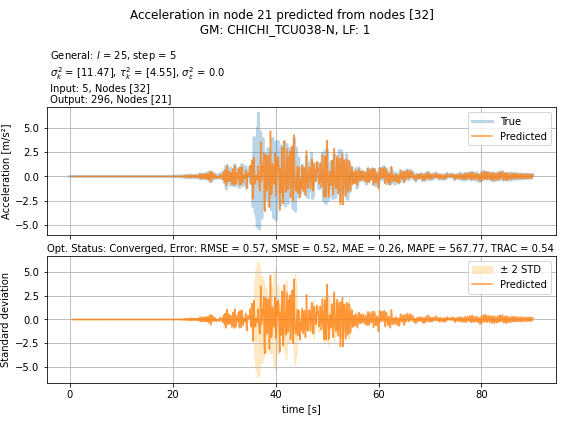 Acceleration in node 21 predicted from nodes [32]
GM: CHICHI_TCU038-N, LF: 1
General: l = 25, step = 5
σ²ₖ = [11.47], τ²ₖ = [4.55], σ²ε = 0.0
Input: 5, Nodes [32]
Output: 296, Nodes [21]
Acceleration [m/s²]
5.0
2.5
0.0
−2.5
−5.0
True
Predicted
Opt. Status: Converged, Error: RMSE = 0.57, SMSE = 0.52, MAE = 0.26, MAPE = 567.77, TRAC = 0.54
Standard deviation
5.0
2.5
0.0
−2.5
−5.0
± 2 STD
Predicted
0 20 40 60 80
time [s]